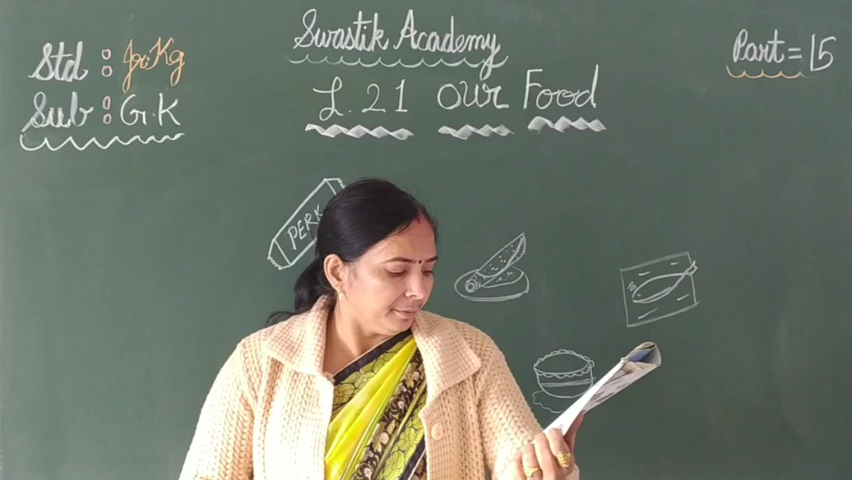 Swastik Academy
Std : Jr.Kg
Sub : G.K
L.21 our Food
Part = 15
PERK